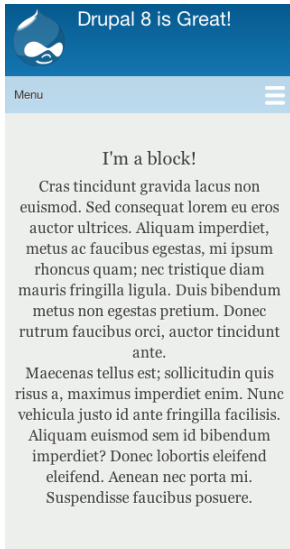 Drupal 8 is Great!
Menu
I'm a block!
Cras tincidunt gravida lacus non
euismod. Sed consequat lorem eu eros
auctor ultrices. Aliquam imperdiet,
metus ac faucibus egestas, mi ipsum
rhoncus quam; nec tristique diam
mauris fringilla ligula. Duis bibendum
metus non egestas pretium. Donec
rutrum faucibus orci, auctor tincidunt
ante.
Maecenas tellus est; sollicitudin quis
risus a, maximus imperdiet enim. Nunc
vehicula justo id ante fringilla facilisis.
Aliquam euismod sem id bibendum
imperdiet? Donec lobortis eleifend
eleifend. Aenean nec porta mi.
Suspendisse faucibus posuere.